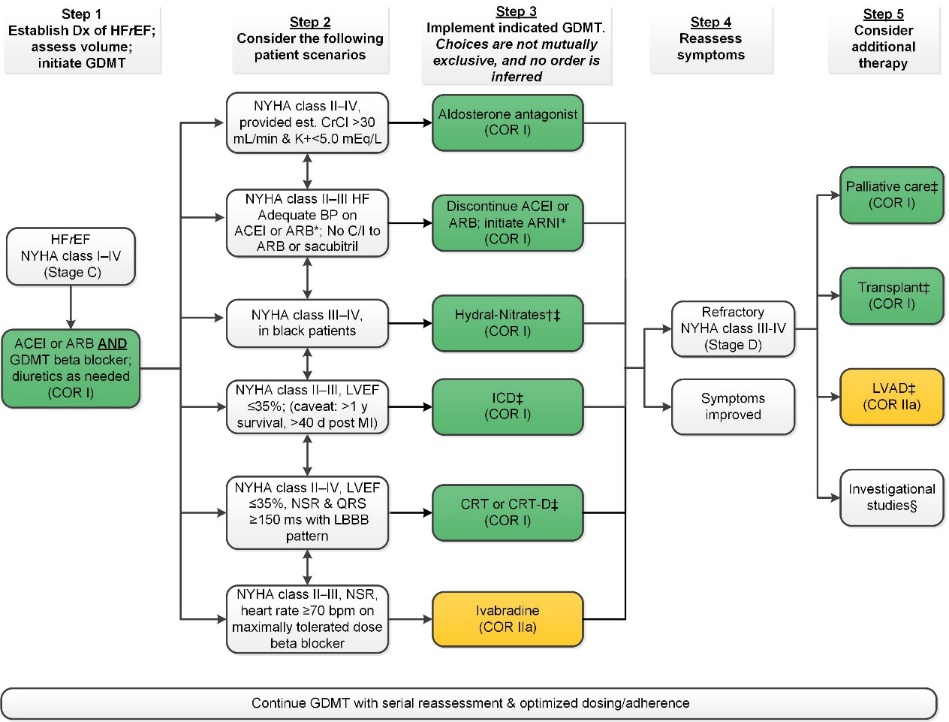 Step 1
Establish Dx of HFrEF;
assess volume;
initiate GDMT
Step 2
Consider the following
patient scenarios
Step 3
Implement indicated GDMT.
Choices are not mutually
exclusive, and no order is
inferred
Step 4
Reassess
symptoms
Step 5
Consider
additional
therapy
HFrEF
NYHA class I–IV
(Stage C)
ACEI or ARB AND
GDMT beta blocker;
diuretics as needed
(COR I)
NYHA class II–IV,
provided est. CrCl >30
mL/min & K+<5.0 mEq/L
NYHA class II–III HF
Adequate BP on
ACEI or ARB*; No C/I to
ARB or sacubitril
NYHA class III–IV,
in black patients
NYHA class II–III, LVEF
≤35%; (caveat: >1 y
survival, >40 d post MI)
NYHA class II–IV, LVEF
≤35%, NSR & QRS
≥150 ms with LBBB
pattern
NYHA class II–III, NSR,
heart rate ≥70 bpm on
maximally tolerated dose
beta blocker
Aldosterone antagonist
(COR I)
Discontinue ACEI or
ARB; initiate ARNI*
(COR I)
Hydral-Nitrates†‡
(COR I)
ICD‡
(COR I)
CRT or CRT-D‡
(COR I)
Ivabradine
(COR IIa)
Refractory
NYHA class III-IV
(Stage D)
Symptoms
improved
Palliative care‡
(COR I)
Transplant‡
(COR I)
LVAD‡
(COR IIa)
Investigational
studies§
Continue GDMT with serial reassessment & optimized dosing/adherence